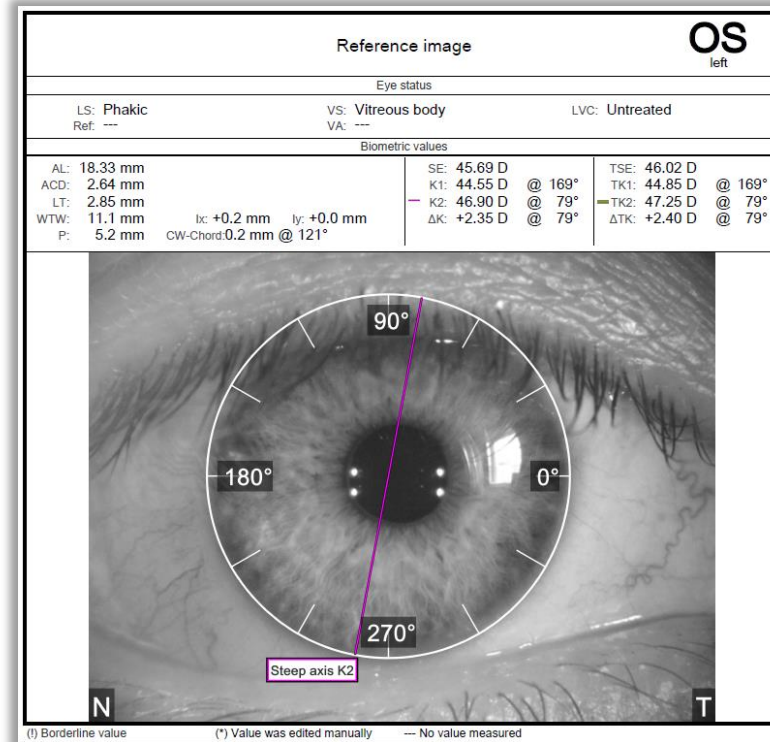 Reference image
OS
left
Eye status
LS: Phakic VS: Vitreous body LVC: Untreated
Ref: --- VA: ---
Biometric values
AL: 18.33 mm SE: 45.69 D TSE: 46.02 D
ACD: 2.64 mm K1: 44.55 D @ 169° TK1: 44.85 D @ 169°
LT: 2.85 mm K2: 46.90 D @ 79° TK2: 47.25 D @ 79°
WTW: 11.1 mm Ix: +0.2 mm Iy: +0.0 mm ΔK: +2.35 D @ 79° ΔTK: +2.40 D @ 79°
P: 5.2 mm CW-Chord:0.2 mm @ 121°
90°
180° 0°
270°
Steep axis K2
N T
(!) Borderline value (*) Value was edited manually --- No value measured